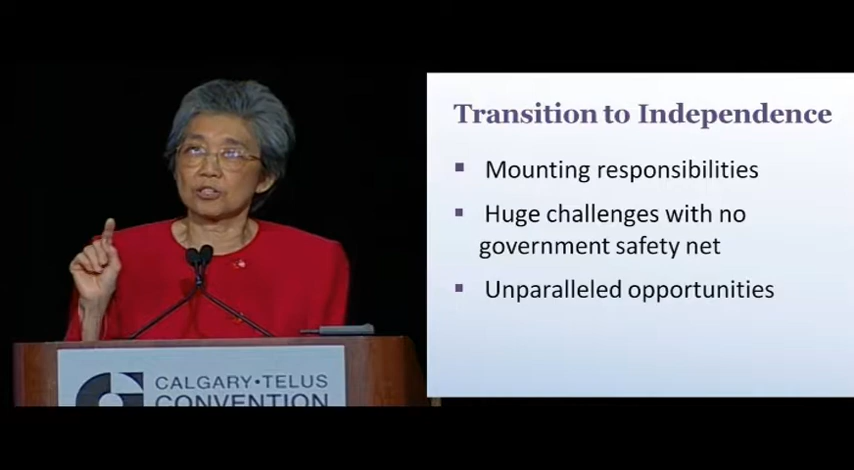 Transition to Independence
Mounting responsibilities
Huge challenges with no
government safety net
Unparalleled opportunities
CALGARY • TELUS
CONVENTION